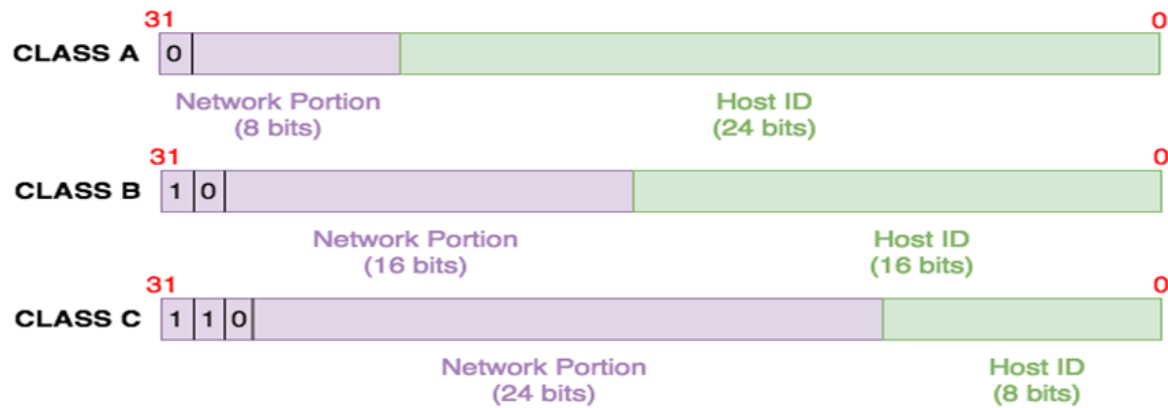 31 0
CLASS A 0
Network Portion Host ID
(8 bits) (24 bits)
31 0
CLASS B 1 0
Network Portion Host ID
(16 bits) (16 bits)
31 0
CLASS C 1 1 0
Network Portion Host ID
(24 bits) (8 bits)